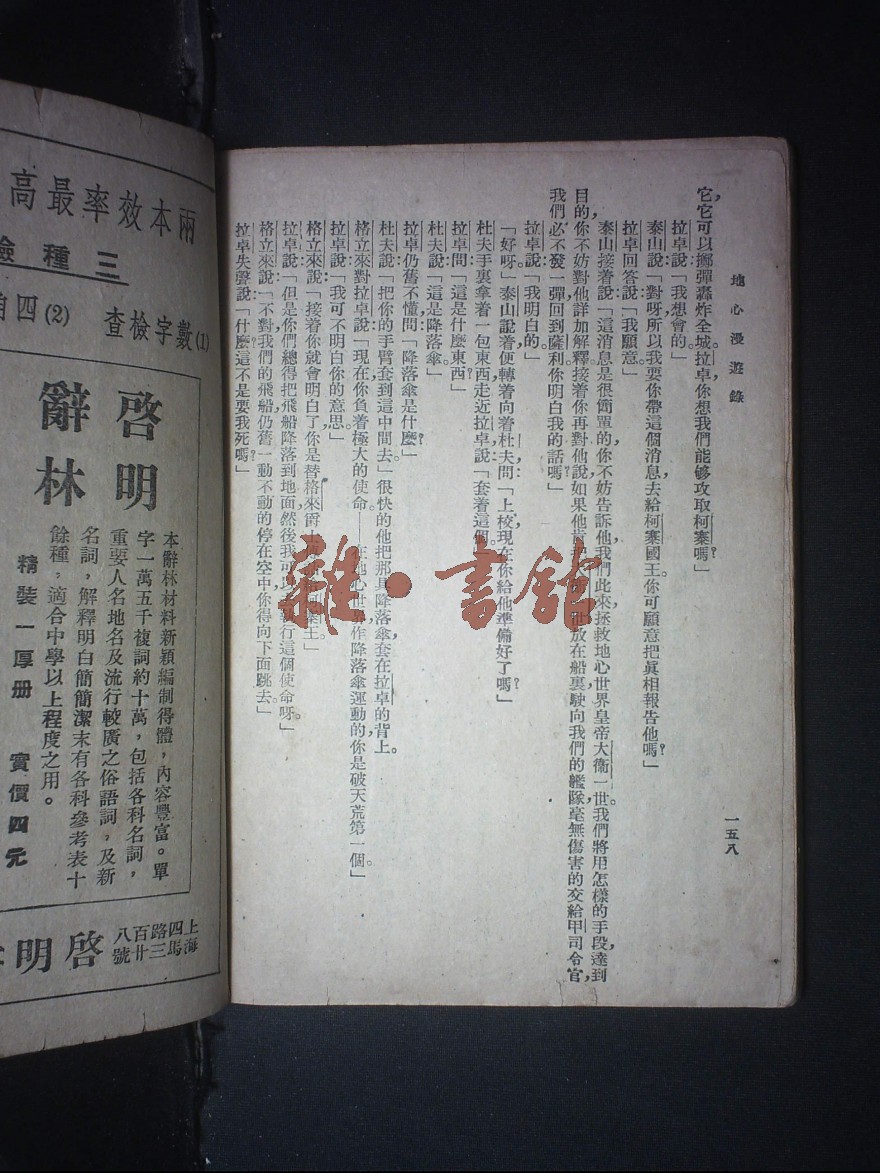 地心漫遊錄
一五八
它,它可以擲彈轟炸全城。拉卓你想我們能够攻取柯寨嗎?」
拉卓說:「我想會的。」
泰山說:「對呀,所以我要你帶這個消息去給柯寨國王。你可願意把眞相報告他嗎?」
拉卓回答說:「我願意。」
泰山接着說:「這消息是很簡單的,你不妨告訴他,我們此來拯救地心世界皇帝大衞一世。我們將用怎樣的手段達到
目的,你不妨對他詳加解釋。接着你再對他說,如果他肯
世放在船裏,駛向我們的艦隊,毫無傷害的交給甲司令官,
我們必不發一彈,回到薩利。你明白我的話嗎?」
拉卓說:「我明白的。」
「好呀。」泰山說着便轉着向着杜夫問:「上校,現在你給他準備好了嗎?」
杜夫手裏拿着一包東西走近拉卓說:「套着這個。」
拉卓問:「這是什麽東西?」
杜夫說:「這是降落傘。」
拉卓仍舊不懂問:「降落傘是什麽?」
杜夫說:「把你的手臂套到這中間去。」很快的他把那具降落傘套在拉卓的背上。
格立來對拉卓說:「現在你負着極大的使命——在地心世界作降落傘運動的,你是破天荒第一個。」
拉卓說:「我可不明白你的意思。」
格立來說:「接着你就會明白了,你是替格來爵士
王。」
拉卓說:「但是,你們總得把飛船降落到地面,然後我可以
執行這個使命呀。」
格立來說:「不對,我們的飛船仍舊一動不動的停在空中,你得向下面跳去。」
拉卓失聲說:「什麽?這不是要我死嗎?」
雜·書館
兩本效率最高
三種檢
(1)數字檢查
(2)四角
啓明
辭林
本辭林材料新穎,編制得體,內容豐富。單
字一萬五千,複詞約十萬,包括各科名詞,
重要人名地名及流行較廣之俗語詞,及新
名詞,解釋明白簡潔,末有各科參考表十
餘種,適合中學以上程度之用。
精裝一厚册 實價四元
上海四馬路三百廿八號
啓明